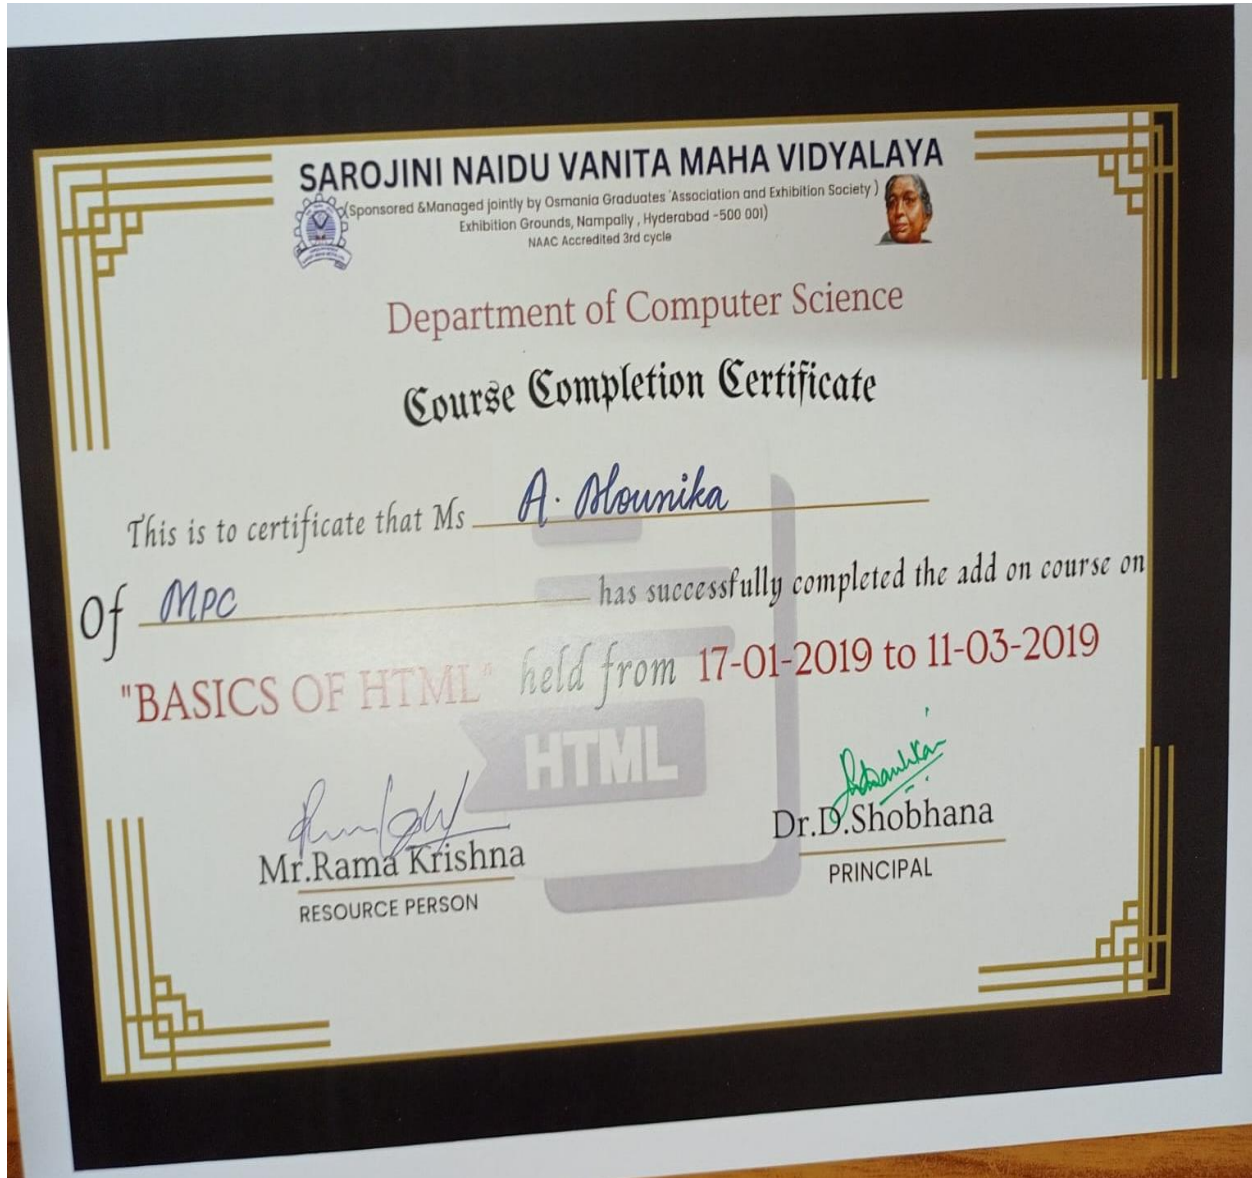 SAROJINI NAIDU VANITA MAHA VIDYALAYA
(Sponsored &Managed jointly by Osmania Graduates 'Association and Exhibition Society )
Exhibition Grounds, Nampally , Hyderabad -500 001)
NAAC Accredited 3rd cycle
Department of Computer Science
Course Completion Certificate
This is to certificate that Ms A. Mounika
Of MPC has successfully completed the add on course on
"BASICS OF HTML" held from 17-01-2019 to 11-03-2019
HTML
Mr.Rama Krishna
RESOURCE PERSON
Dr.D.Shobhana
PRINCIPAL